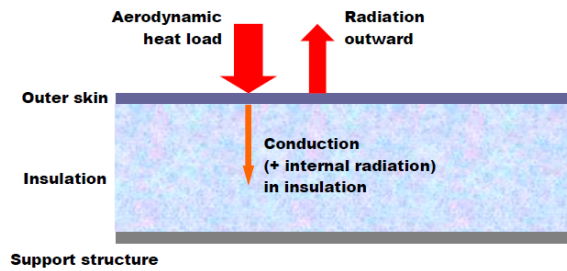 Aerodynamic
heat load
Radiation
outward
Outer skin
Conduction
(+ internal radiation)
in insulation
Insulation
Support structure